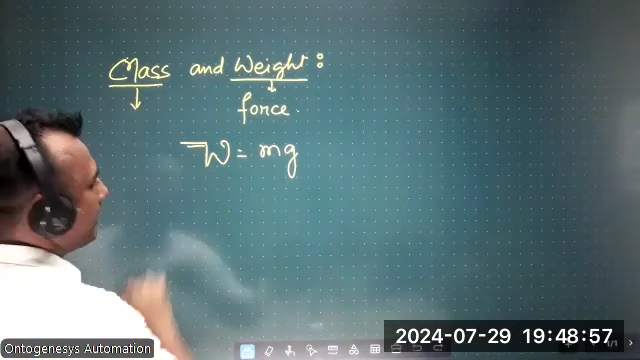 Mass and Weight:
force.
W = mg
2024-07-29 19:48:57
Ontogenesys Automation